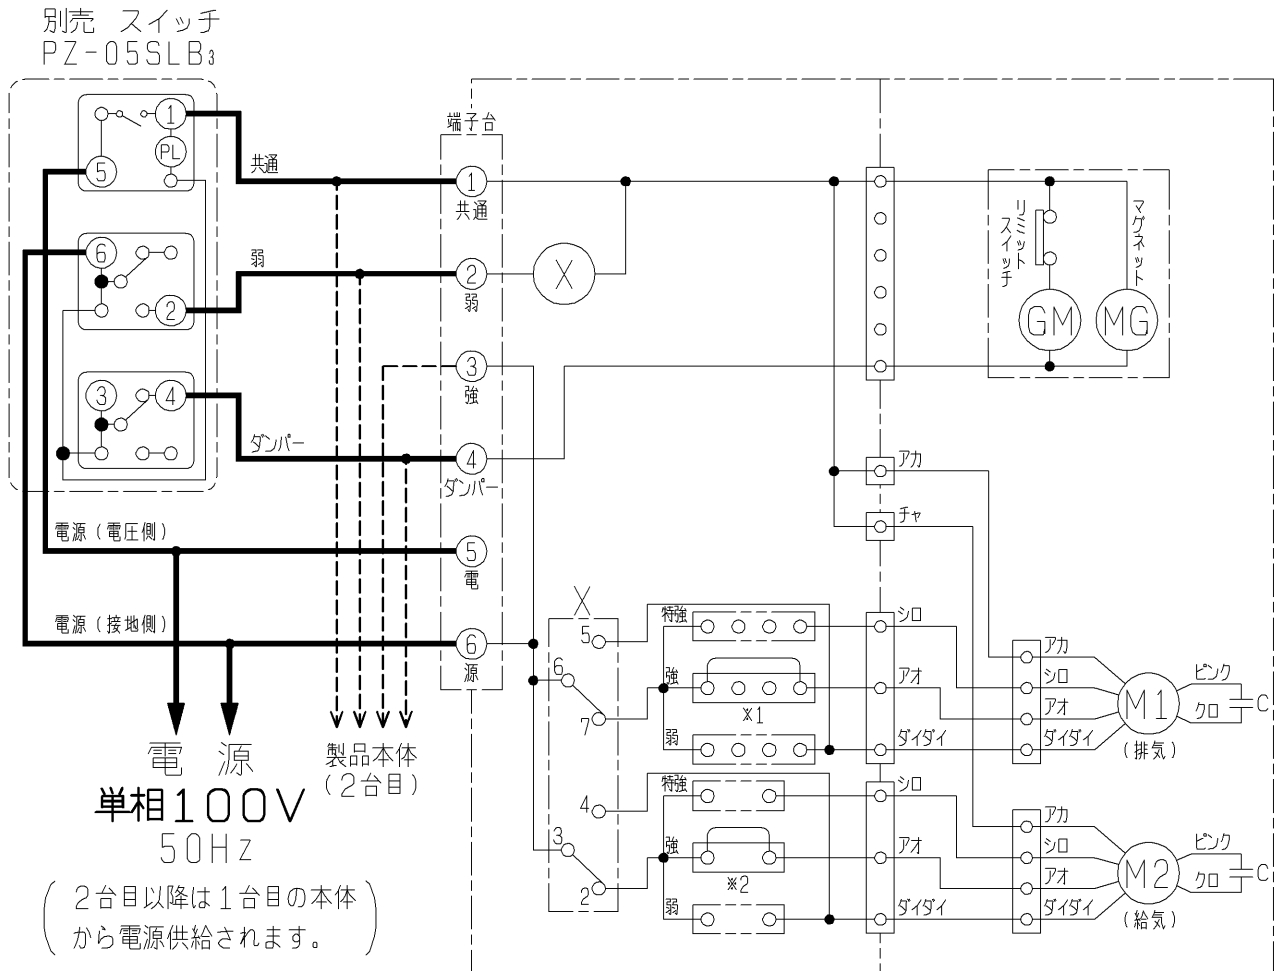 別売 スイッチ
PZ-05SLB₃
1
PL
5
6
2
3
4
共通
弱
ダンパー
電源(電圧側)
電源(接地側)
端子台
1
共通
2
弱
3
強
4
ダンパー
5
電
6
源
X
リミット
スイッチ
マグネット
GM
MG
アカ
チャ
X
5
6
7
4
3
2
特強
強
※1
弱
特強
強
※2
弱
シロ
アオ
ダイダイ
シロ
アオ
ダイダイ
アカ
シロ
アオ
ダイダイ
M1
(排気)
ピンク
クロ
C
アカ
シロ
アオ
ダイダイ
M2
(給気)
ピンク
クロ
C
製品本体
(2台目)
電 源
単相100V
50Hz
(2台目以降は1台目の本体
から電源供給されます。)